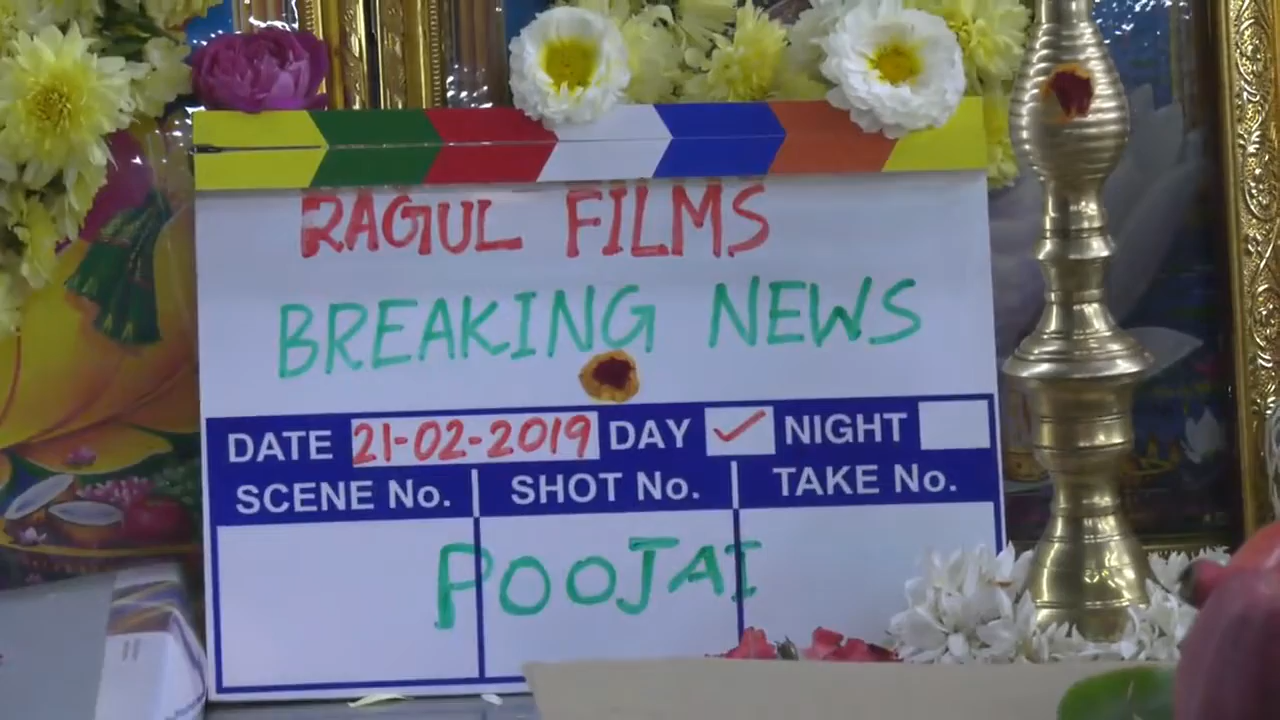 RAGUL FILMS
BREAKING NEWS
DATE 21-02-2019 DAY ✓ NIGHT
SCENE No. SHOT No. TAKE No.
POOJAI